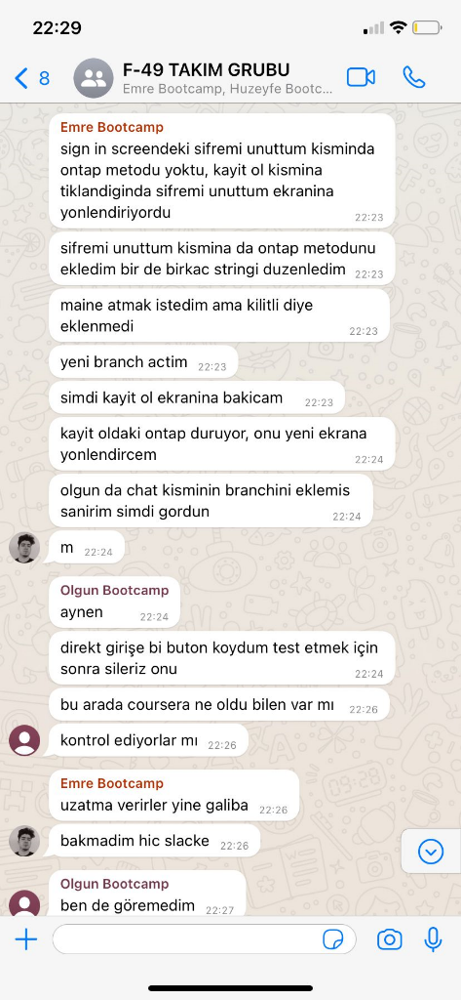 22:29
8
F-49 TAKIM GRUBU
Emre Bootcamp, Huzeyfe Bootc...
Emre Bootcamp
sign in screendeki sifremi unuttum kisminda
ontap metodu yoktu, kayit ol kismina
tiklandiginda sifremi unuttum ekranina
yonlendiriyordu
22:23
sifremi unuttum kismina da ontap metodunu
ekledim bir de birkac stringi duzenledim 22:23
maine atmak istedim ama kilitli diye
eklenmedi
22:23
yeni branch actim 22:23
simdi kayit ol ekranina bakicam 22:23
kayit oldaki ontap duruyor, onu yeni ekrana
yonlendircem
22:24
olgun da chat kisminin branchini eklemis
sanirim simdi gordun
22:24
m 22:24
Olgun Bootcamp
aynen 22:24
direkt girişe bi buton koydum test etmek için
sonra sileriz onu
22:24
bu arada coursera ne oldu bilen var mı 22:26
kontrol ediyorlar mı 22:26
Emre Bootcamp
uzatma verirler yine galiba 22:26
bakmadim hic slacke 22:26
Olgun Bootcamp
ben de göremedim 22:27